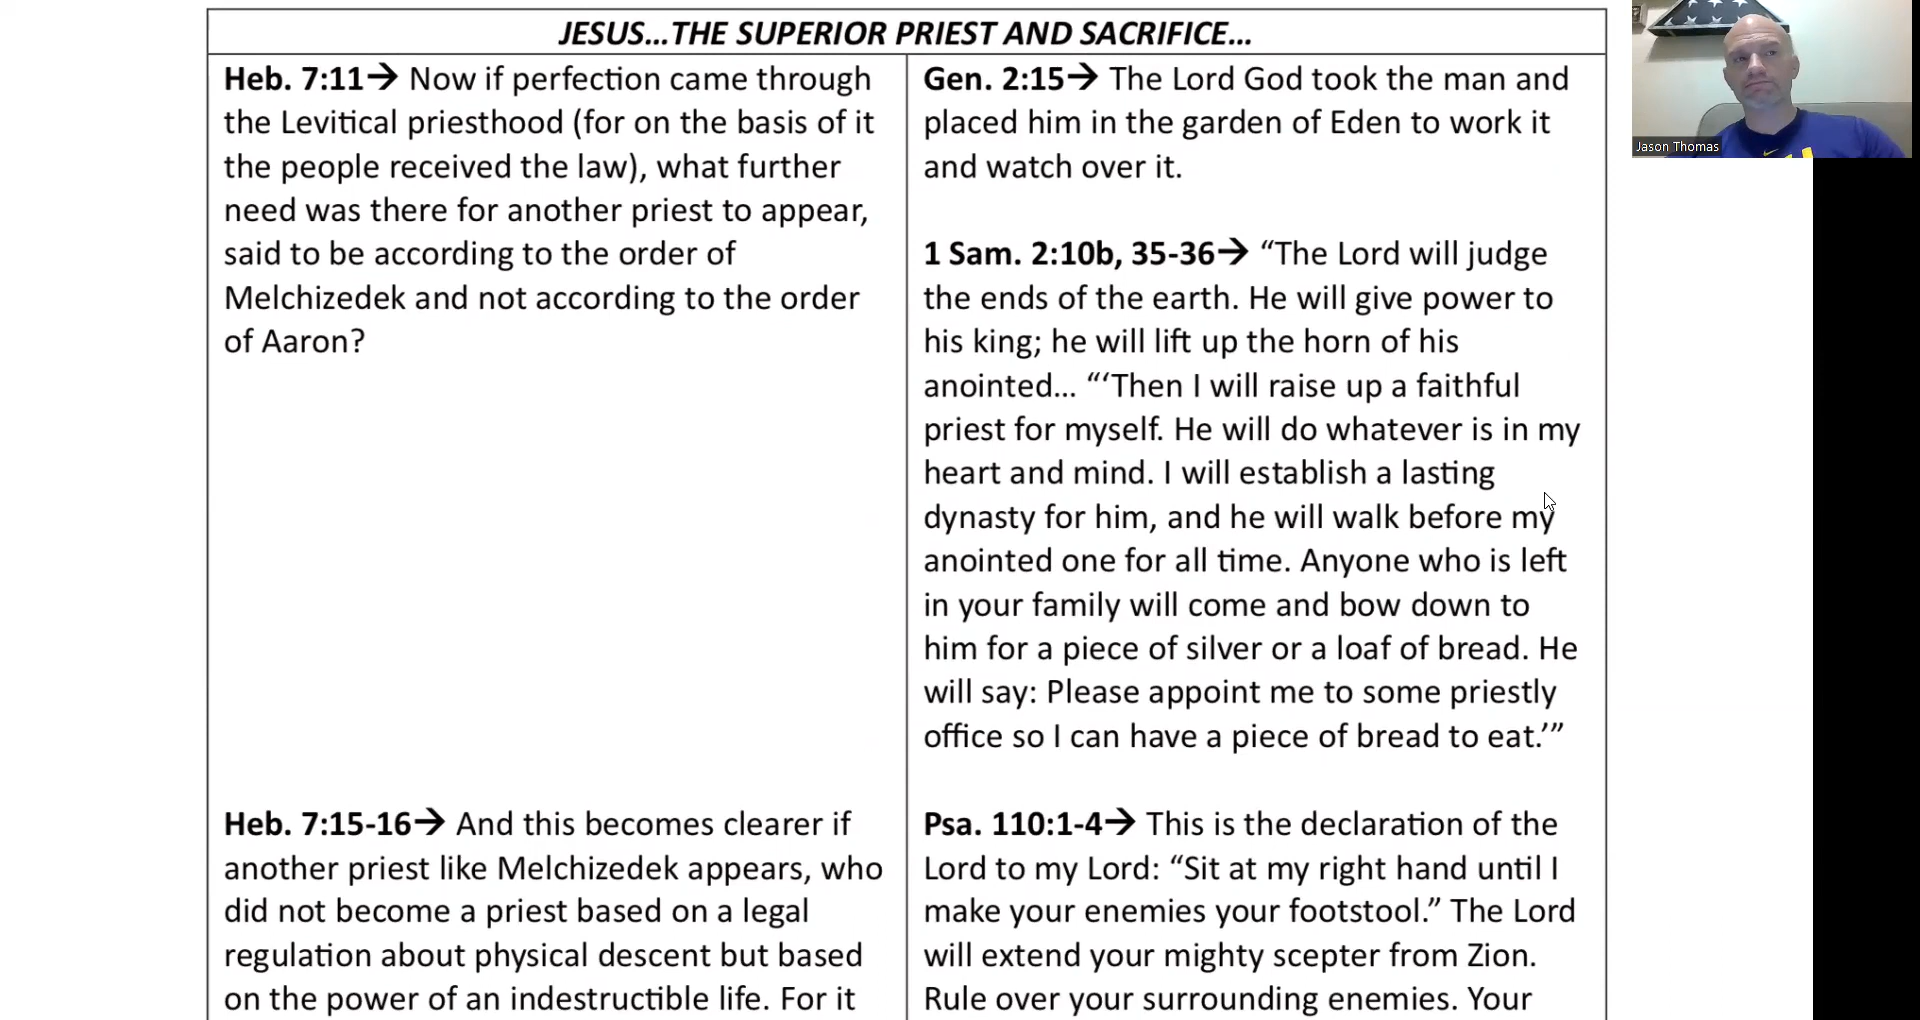 JESUS…THE SUPERIOR PRIEST AND SACRIFICE…
Heb. 7:11→ Now if perfection came through
the Levitical priesthood (for on the basis of it
the people received the law), what further
need was there for another priest to appear,
said to be according to the order of
Melchizedek and not according to the order
of Aaron?
Heb. 7:15-16→ And this becomes clearer if
another priest like Melchizedek appears, who
did not become a priest based on a legal
regulation about physical descent but based
on the power of an indestructible life. For it
Gen. 2:15→ The Lord God took the man and
placed him in the garden of Eden to work it
and watch over it.
1 Sam. 2:10b, 35-36→ “The Lord will judge
the ends of the earth. He will give power to
his king; he will lift up the horn of his
anointed… “‘Then I will raise up a faithful
priest for myself. He will do whatever is in my
heart and mind. I will establish a lasting
dynasty for him, and he will walk before my
anointed one for all time. Anyone who is left
in your family will come and bow down to
him for a piece of silver or a loaf of bread. He
will say: Please appoint me to some priestly
office so I can have a piece of bread to eat.’”
Psa. 110:1-4→ This is the declaration of the
Lord to my Lord: “Sit at my right hand until I
make your enemies your footstool.” The Lord
will extend your mighty scepter from Zion.
Rule over your surrounding enemies. Your
Jason Thomas